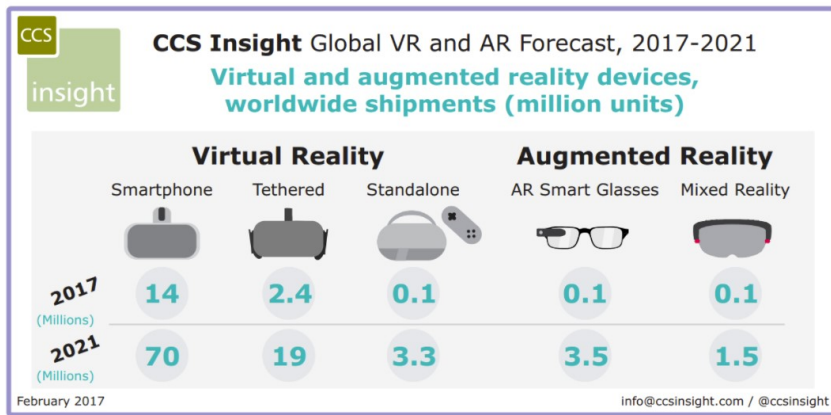 CCS
insight
CCS Insight Global VR and AR Forecast, 2017-2021
Virtual and augmented reality devices,
worldwide shipments (million units)
Virtual Reality
Augmented Reality
Smartphone
Tethered
Standalone
AR Smart Glasses
Mixed Reality
2017
(Millions)
14
2.4
0.1
0.1
0.1
2021
(Millions)
70
19
3.3
3.5
1.5
February 2017
info@ccsinsight.com / @ccsinsight